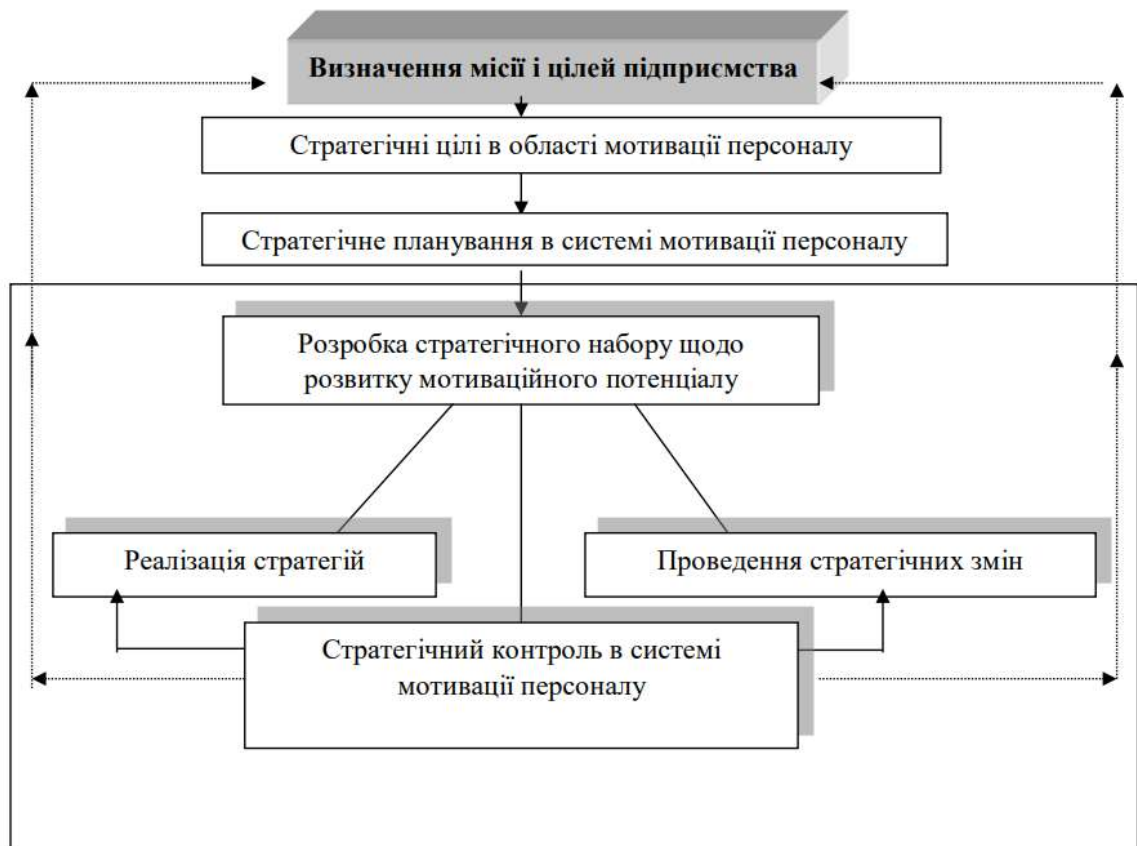 Визначення місії і цілей підприємства
Стратегічні цілі в області мотивації персоналу
Стратегічне планування в системі мотивації персоналу
Розробка стратегічного набору щодо
розвитку мотиваційного потенціалу
Реалізація стратегій
Проведення стратегічних змін
Стратегічний контроль в системі
мотивації персоналу